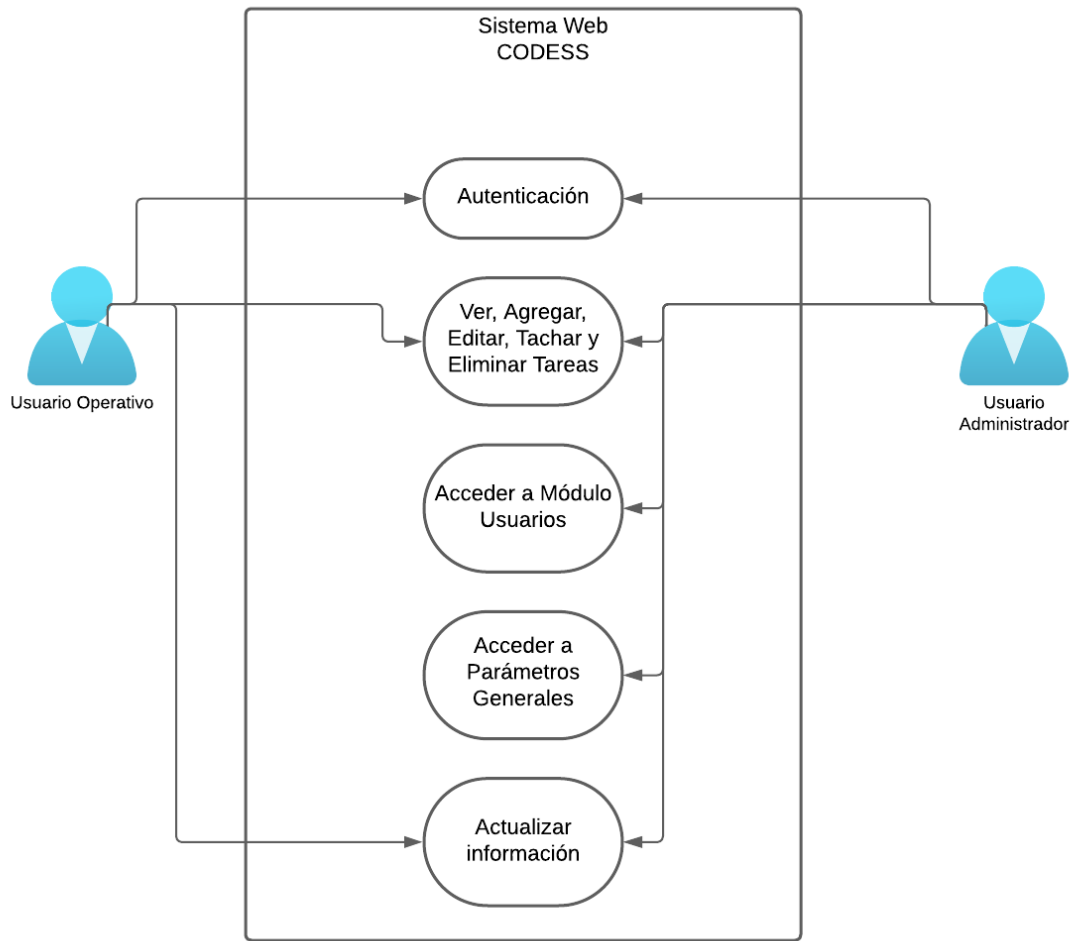 Sistema Web
CODESS
Autenticación
Ver, Agregar,
Editar, Tachar y
Eliminar Tareas
Usuario Operativo
Usuario
Administrador
Acceder a Módulo
Usuarios
Acceder a
Parámetros
Generales
Actualizar
información